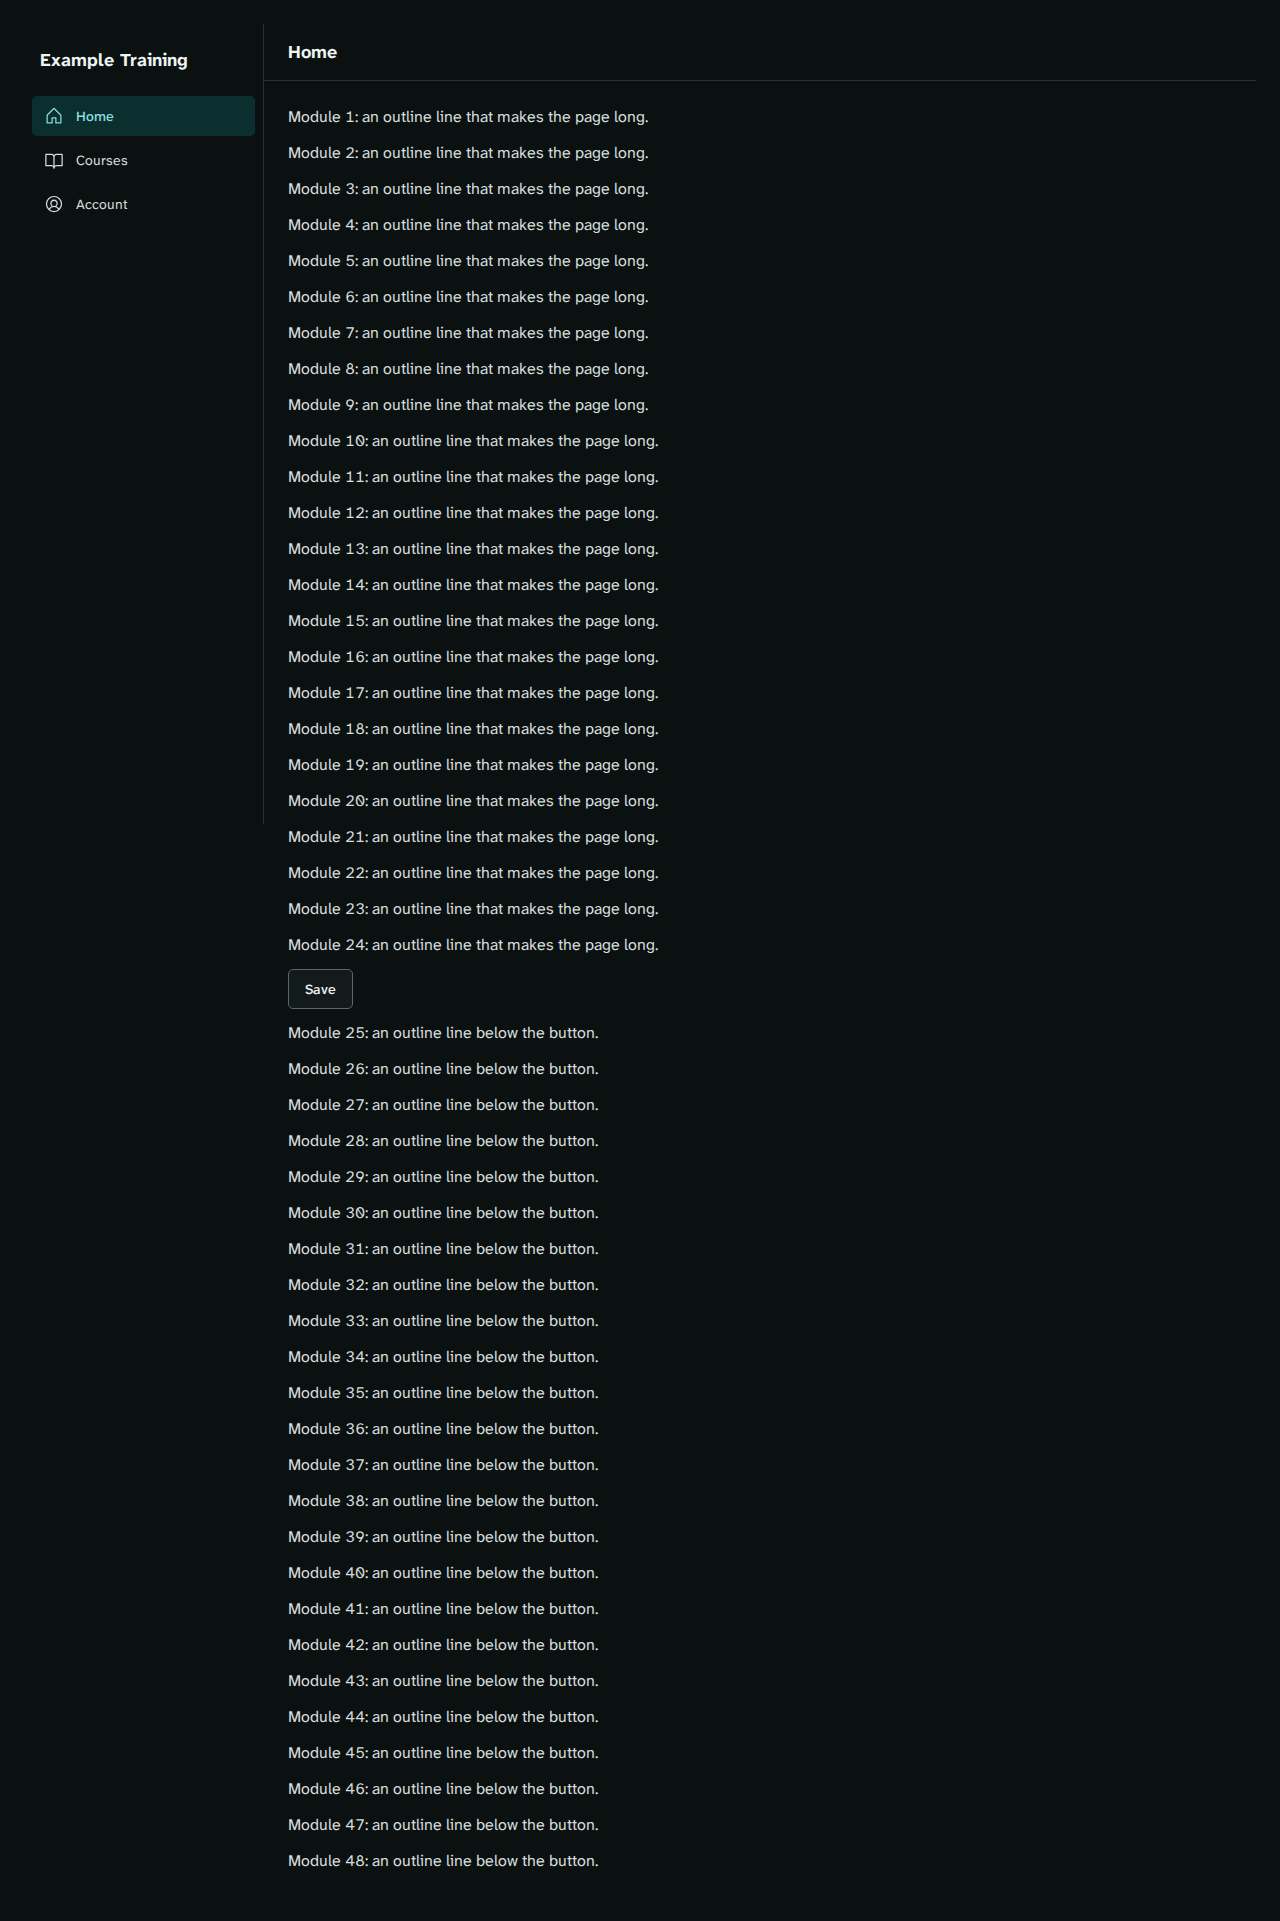 Example Training
Home
Courses
Account
Home
Module 1: an outline line that makes the page long.
Module 2: an outline line that makes the page long.
Module 3: an outline line that makes the page long.
Module 4: an outline line that makes the page long.
Module 5: an outline line that makes the page long.
Module 6: an outline line that makes the page long.
Module 7: an outline line that makes the page long.
Module 8: an outline line that makes the page long.
Module 9: an outline line that makes the page long.
Module 10: an outline line that makes the page long.
Module 11: an outline line that makes the page long.
Module 12: an outline line that makes the page long.
Module 13: an outline line that makes the page long.
Module 14: an outline line that makes the page long.
Module 15: an outline line that makes the page long.
Module 16: an outline line that makes the page long.
Module 17: an outline line that makes the page long.
Module 18: an outline line that makes the page long.
Module 19: an outline line that makes the page long.
Module 20: an outline line that makes the page long.
Module 21: an outline line that makes the page long.
Module 22: an outline line that makes the page long.
Module 23: an outline line that makes the page long.
Module 24: an outline line that makes the page long.
Save
Module 25: an outline line below the button.
Module 26: an outline line below the button.
Module 27: an outline line below the button.
Module 28: an outline line below the button.
Module 29: an outline line below the button.
Module 30: an outline line below the button.
Module 31: an outline line below the button.
Module 32: an outline line below the button.
Module 33: an outline line below the button.
Module 34: an outline line below the button.
Module 35: an outline line below the button.
Module 36: an outline line below the button.
Module 37: an outline line below the button.
Module 38: an outline line below the button.
Module 39: an outline line below the button.
Module 40: an outline line below the button.
Module 41: an outline line below the button.
Module 42: an outline line below the button.
Module 43: an outline line below the button.
Module 44: an outline line below the button.
Module 45: an outline line below the button.
Module 46: an outline line below the button.
Module 47: an outline line below the button.
Module 48: an outline line below the button.